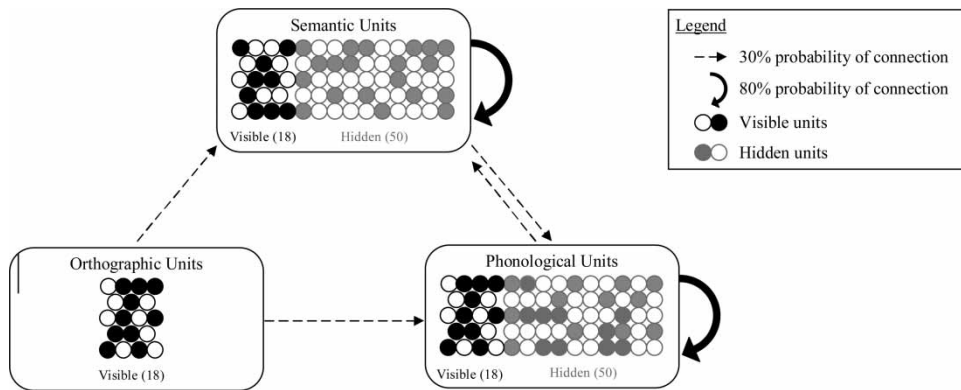 Semantic Units
Visible (18) Hidden (50)
Legend
30% probability of connection
80% probability of connection
Visible units
Hidden units
Orthographic Units
Visible (18)
Phonological Units
Visible (18) Hidden (50)